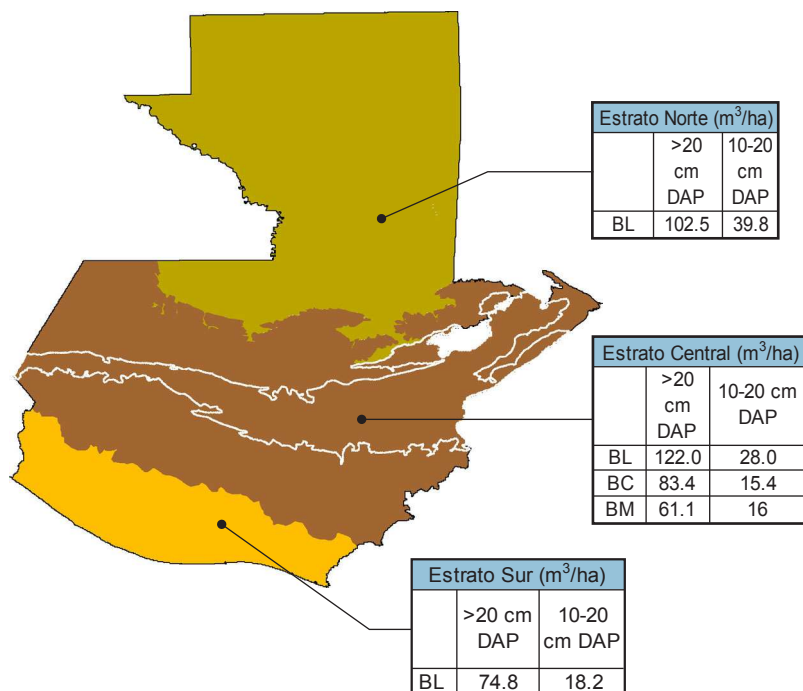 Estrato Norte (m³/ha)
>20 cm DAP 10-20 cm DAP
BL 102.5 39.8
Estrato Central (m³/ha)
>20 cm DAP 10-20 cm DAP
BL 122.0 28.0
BC 83.4 15.4
BM 61.1 16
Estrato Sur (m³/ha)
>20 cm DAP 10-20 cm DAP
BL 74.8 18.2